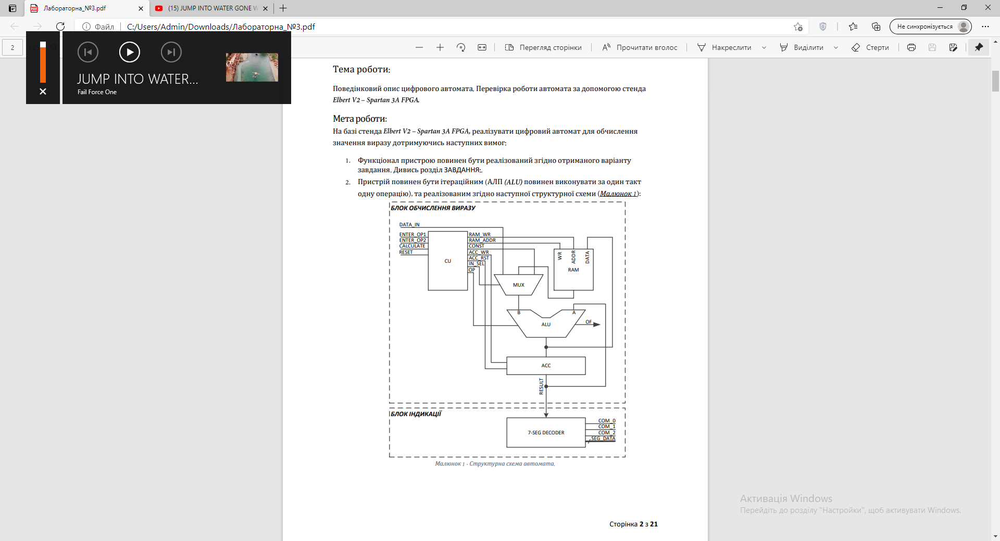 Лабораторна_№3.pdf
(15) JUMP INTO WATER GONE W
Файл
C:/Users/Admin/Downloads/Лабораторна_№3.pdf
Не синхронізується
2
Перегляд сторінки
Прочитати вголос
Накреслити
Виділити
Стерти
JUMP INTO WATER...
Fail Force One
Тема роботи:
Поведінковий опис цифрового автомата. Перевірка роботи автомата за допомогою стенда
Elbert V2 – Spartan 3A FPGA.
Мета роботи:
На базі стенда Elbert V2 – Spartan 3A FPGA, реалізувати цифровий автомат для обчислення
значення виразу дотримуючись наступних вимог:
1. Функціонал пристрою повинен бути реалізований згідно отриманого варіанту
завдання. Дивись розділ ЗАВДАННЯ:.
2. Пристрій повинен бути ітераційним (АЛП (ALU) повинен виконувати за один такт
одну операцію), та реалізованим згідно наступної структурної схеми (Малюнок 1):
БЛОК ОБЧИСЛЕННЯ ВИРАЗУ
DATA_IN
ENTER_OP1
ENTER_OP2
CALCULATE
RESET
CU
RAM_WR
RAM_ADDR
CONST
ACC_WR
ACC_RST
IN_SEL
OP
WR
ADDR
DATA
RAM
MUX
B
A
ALU
OF
ACC
RESULT
БЛОК ІНДИКАЦІЇ
7-SEG DECODER
COM_0
COM_1
COM_2
SEG_DATA
Малюнок 1 - Структурна схема автомата.
Активація Windows
Перейдіть до розділу "Настройки", щоб активувати Windows.
Сторінка 2 з 21